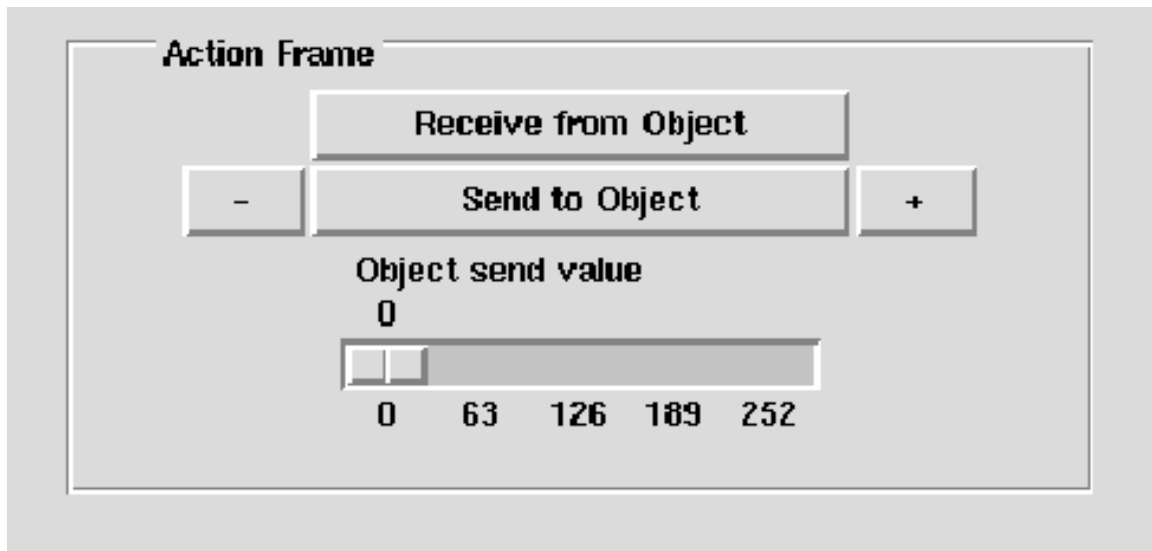 Action Frame
Receive from Object
- Send to Object +
Object send value
0
0 63 126 189 252